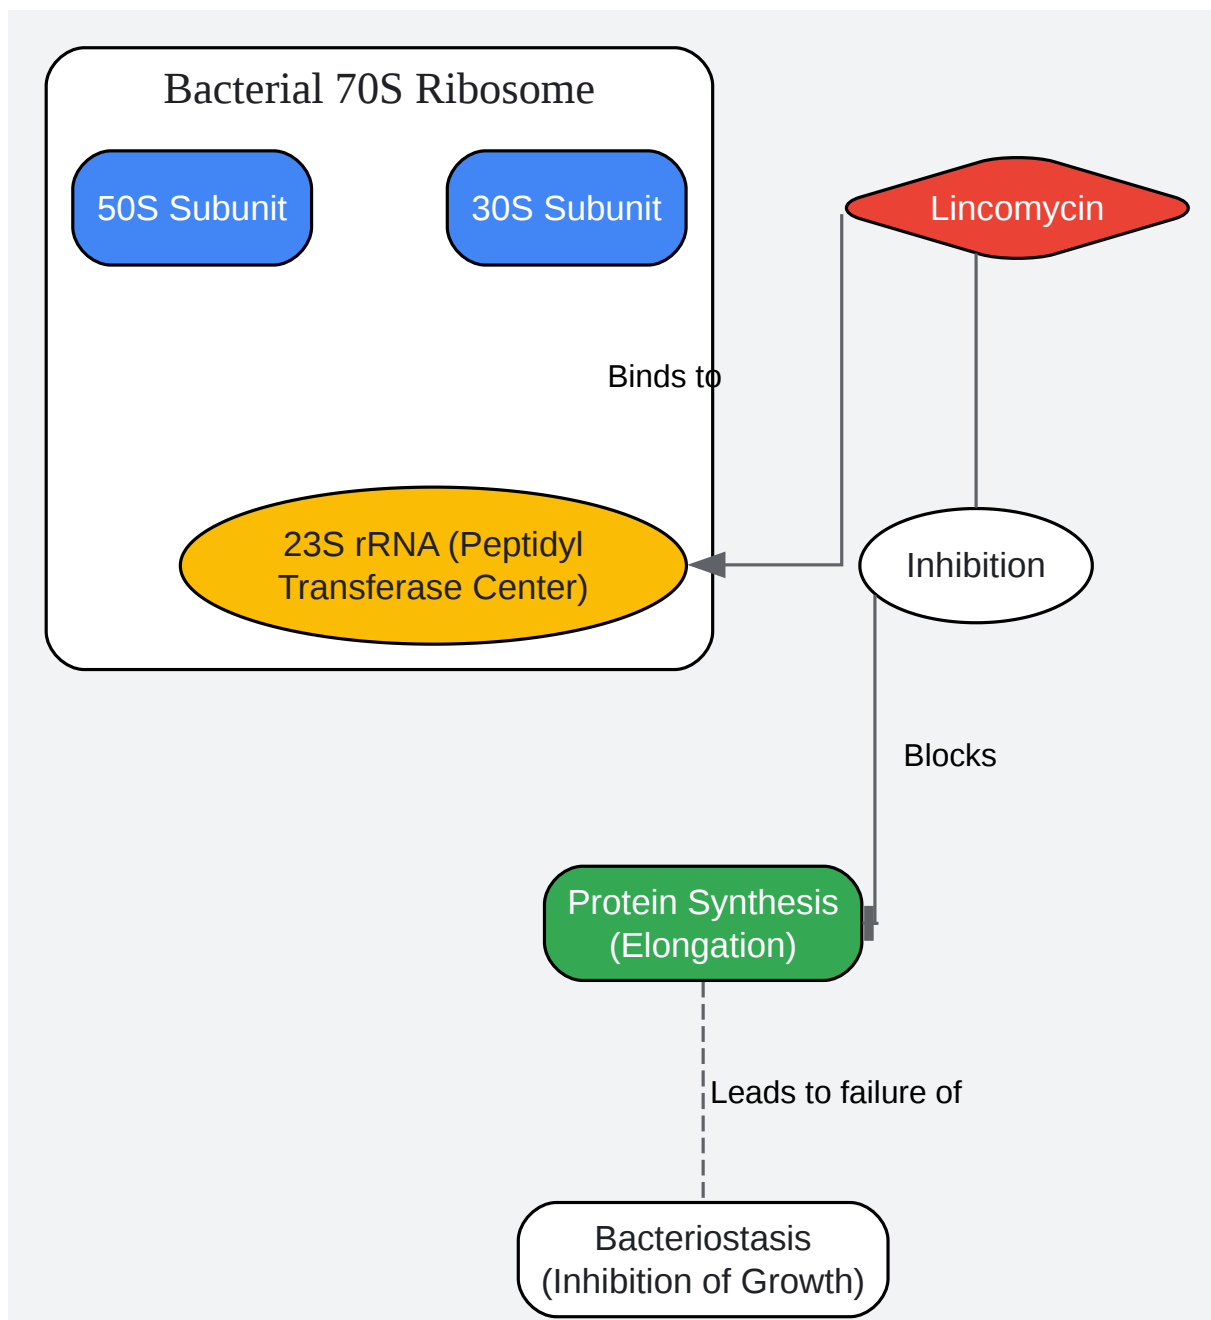 Bacterial 70S Ribosome
50S Subunit
30S Subunit
Lincomycin
Binds to
23S rRNA (Peptidyl
Transferase Center)
Inhibition
Blocks
Protein Synthesis
(Elongation)
Leads to failure of
Bacteriostasis
(Inhibition of Growth)